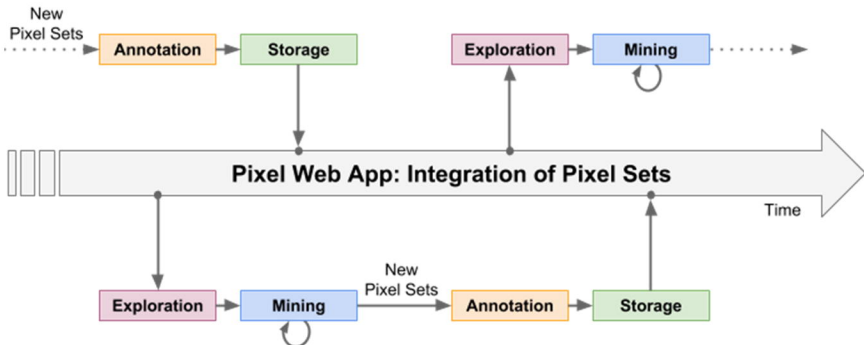 New
Pixel Sets
Annotation
Storage
Exploration
Mining
Pixel Web App: Integration of Pixel Sets
Time
Exploration
Mining
New
Pixel Sets
Annotation
Storage